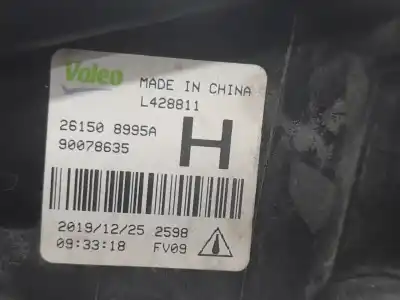 Valeo
MADE IN CHINA
L428811
26150 8995A
90078635
H
2019/12/25 2598
09:33:18 FV09